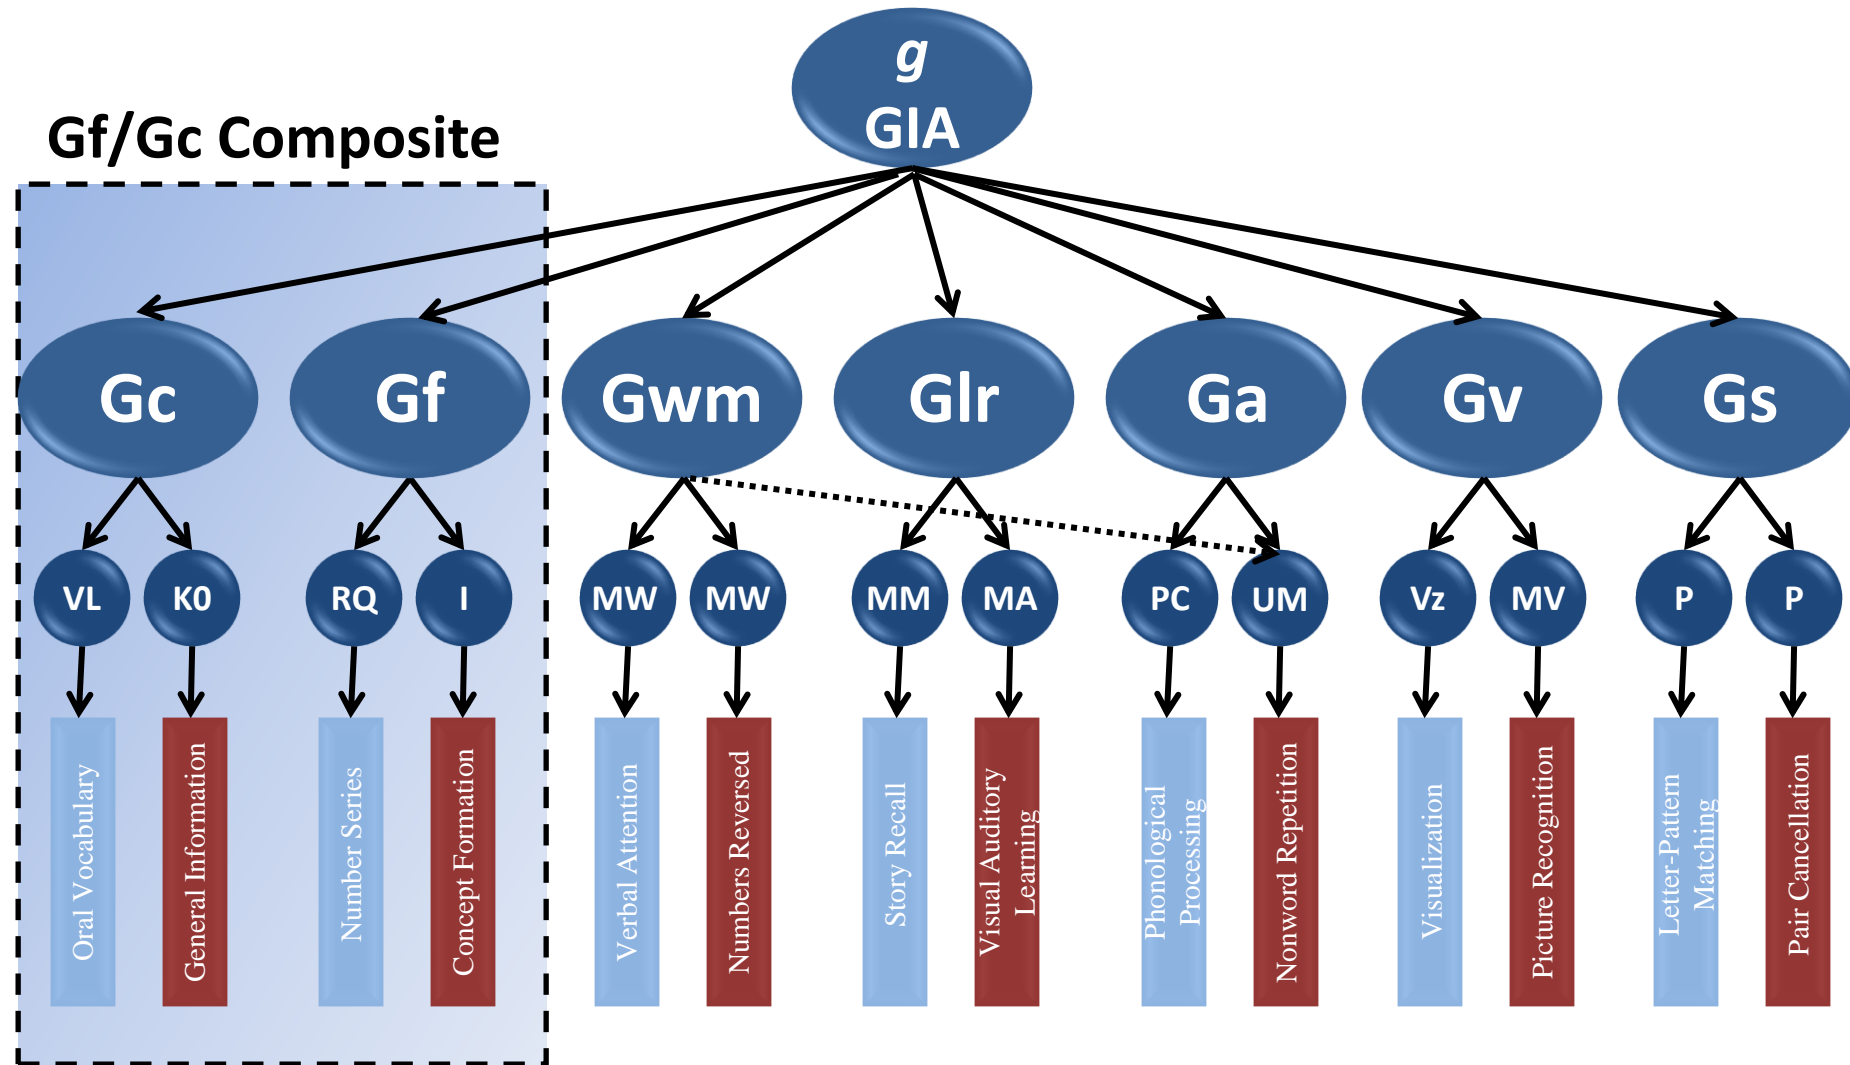 g
GIA
Gf/Gc Composite
Gc
Gf
Gwm
Glr
Ga
Gv
Gs
VL
K0
RQ
I
MW
MW
MM
MA
PC
UM
Vz
MV
P
P
Oral Vocabulary
General Information
Number Series
Concept Formation
Verbal Attention
Numbers Reversed
Story Recall
Visual Auditory
Learning
Phonological
Processing
Nonword Repetition
Visualization
Picture Recognition
Letter-Pattern
Matching
Pair Cancellation